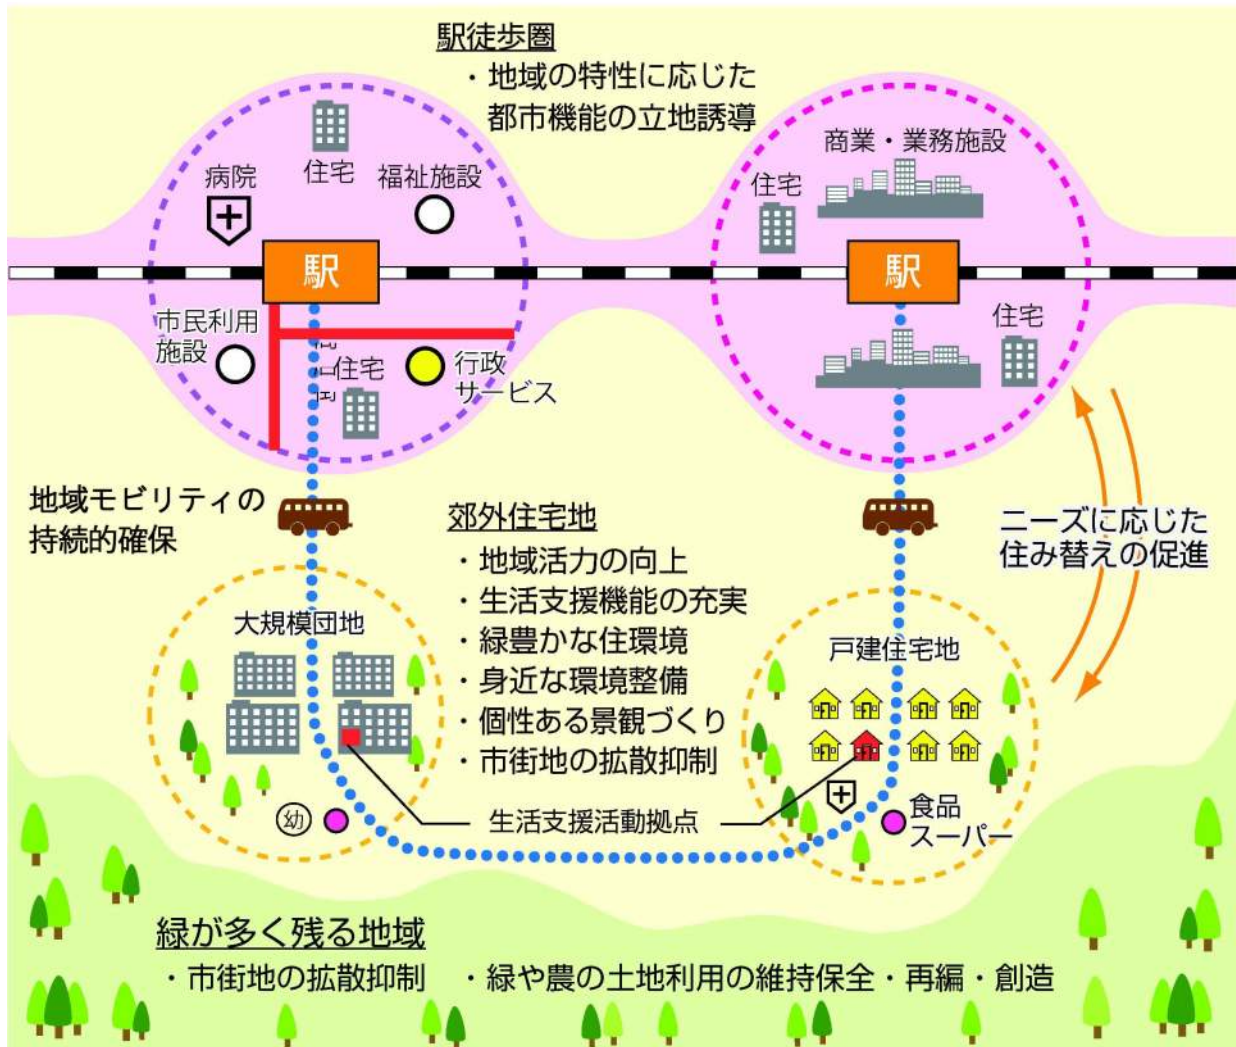 駅徒歩圏
・地域の特性に応じた
都市機能の立地誘導
住宅
病院
福祉施設
駅
市民利用
施設
住宅
行政
サービス
商業・業務施設
住宅
駅
住宅
地域モビリティの
持続的確保
郊外住宅地
・地域活力の向上
・生活支援機能の充実
・緑豊かな住環境
・身近な環境整備
・個性ある景観づくり
・市街地の拡散抑制
ニーズに応じた
住み替えの促進
大規模団地
戸建住宅地
幼
生活支援活動拠点
食品
スーパー
緑が多く残る地域
・市街地の拡散抑制 ・緑や農の土地利用の維持保全・再編・創造